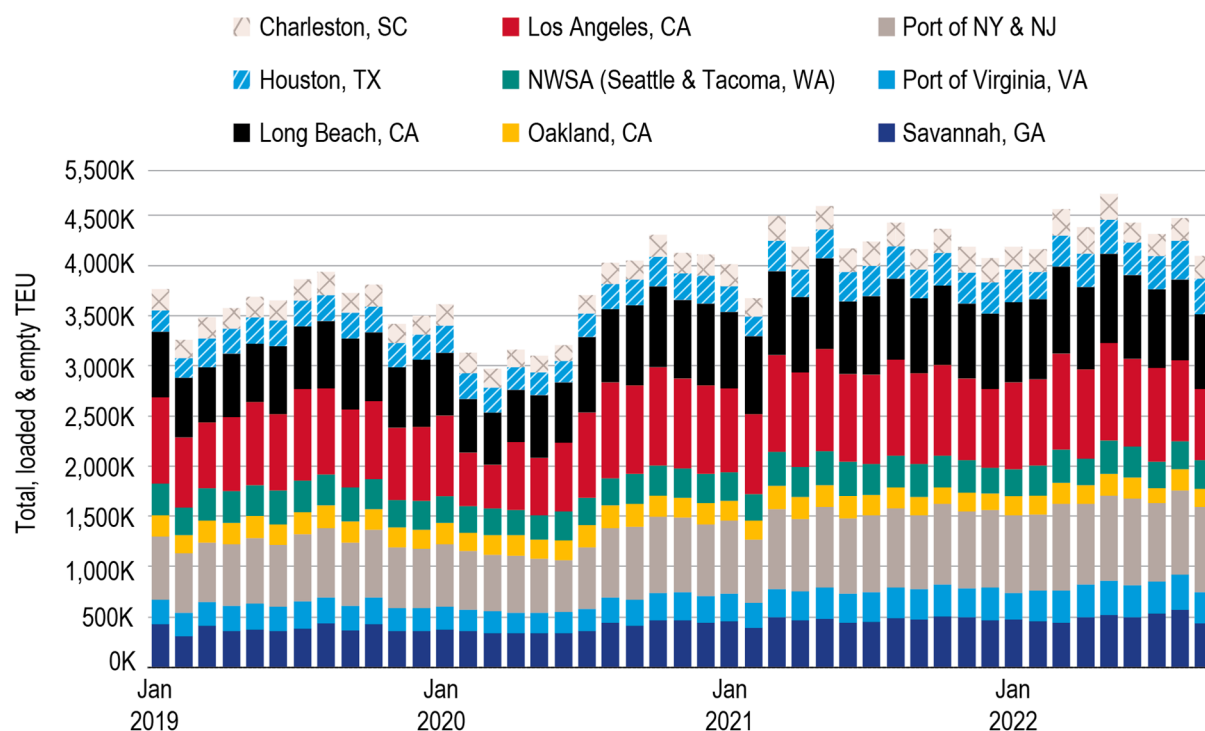 Charleston, SC
Los Angeles, CA
Port of NY & NJ
Houston, TX
NWSA (Seattle & Tacoma, WA)
Port of Virginia, VA
Long Beach, CA
Oakland, CA
Savannah, GA
Total, loaded & empty TEU
5,500K
4,500K
4,000K
3,500K
3,000K
2,500K
2,000K
1,500K
1,000K
500K
0K
Jan
2019
Jan
2020
Jan
2021
Jan
2022